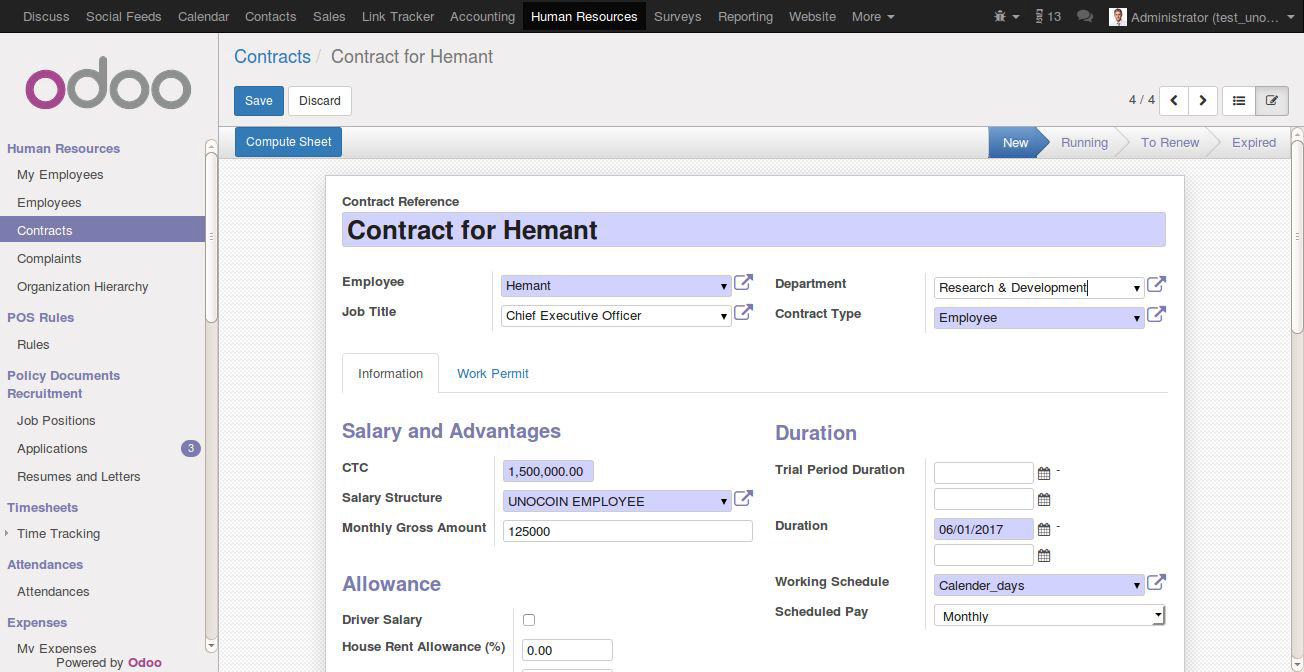 Discuss Social Feeds Calendar Contacts Sales Link Tracker Accounting Human Resources Surveys Reporting Website More 13 Administrator (test_uno...
odoo
Contracts / Contract for Hemant
Save Discard 4 / 4
Compute Sheet New Running To Renew Expired
Human Resources
My Employees
Employees
Contracts
Complaints
Organization Hierarchy
POS Rules
Rules
Policy Documents
Recruitment
Job Positions
Applications 3
Resumes and Letters
Timesheets
Time Tracking
Attendances
Attendances
Expenses
My Expenses
Powered by Odoo
Contract Reference
Contract for Hemant
Employee Hemant
Job Title Chief Executive Officer
Department Research & Development
Contract Type Employee
Information Work Permit
Salary and Advantages
CTC 1,500,000.00
Salary Structure UNOCOIN EMPLOYEE
Monthly Gross Amount 125000
Allowance
Driver Salary
House Rent Allowance (%) 0.00
Duration
Trial Period Duration -
Duration 06/01/2017 -
Working Schedule Calender_days
Scheduled Pay Monthly